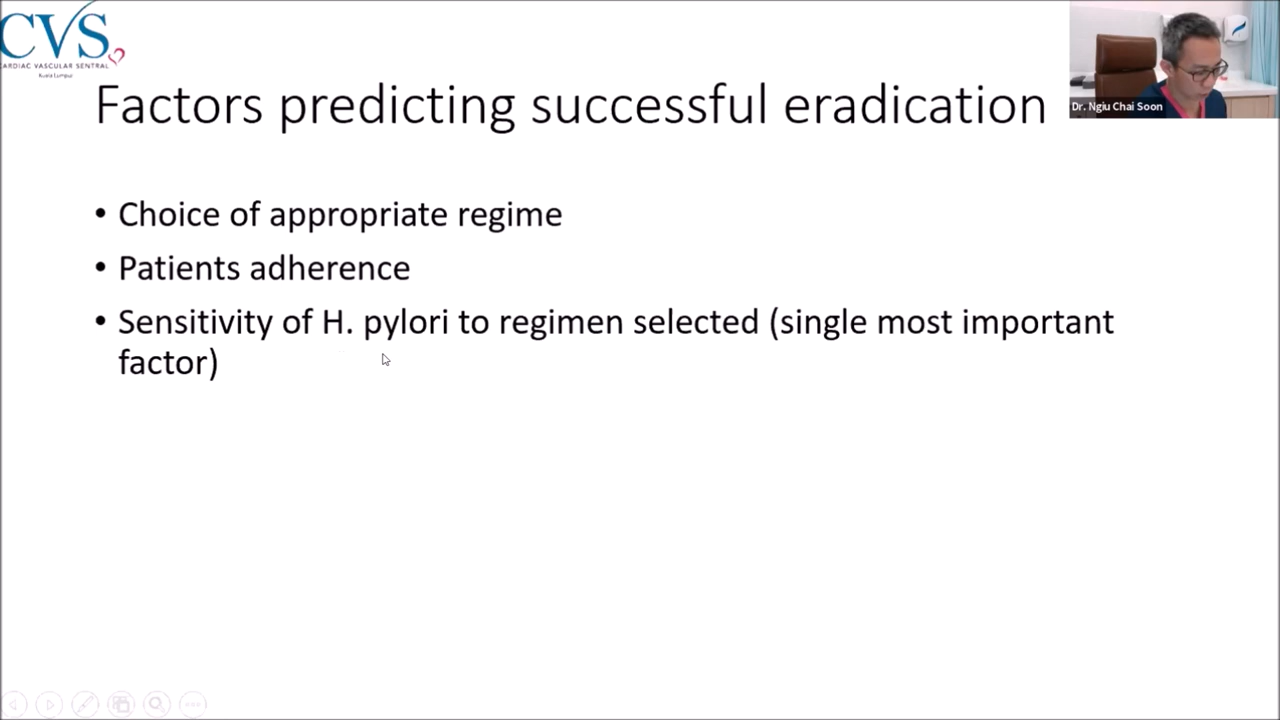 CVS
CARDIAC VASCULAR SENTRAL
Kuala Lumpur
Factors predicting successful eradication
Dr. Ngiu Chai Soon
• Choice of appropriate regime
• Patients adherence
• Sensitivity of H. pylori to regimen selected (single most important
factor)